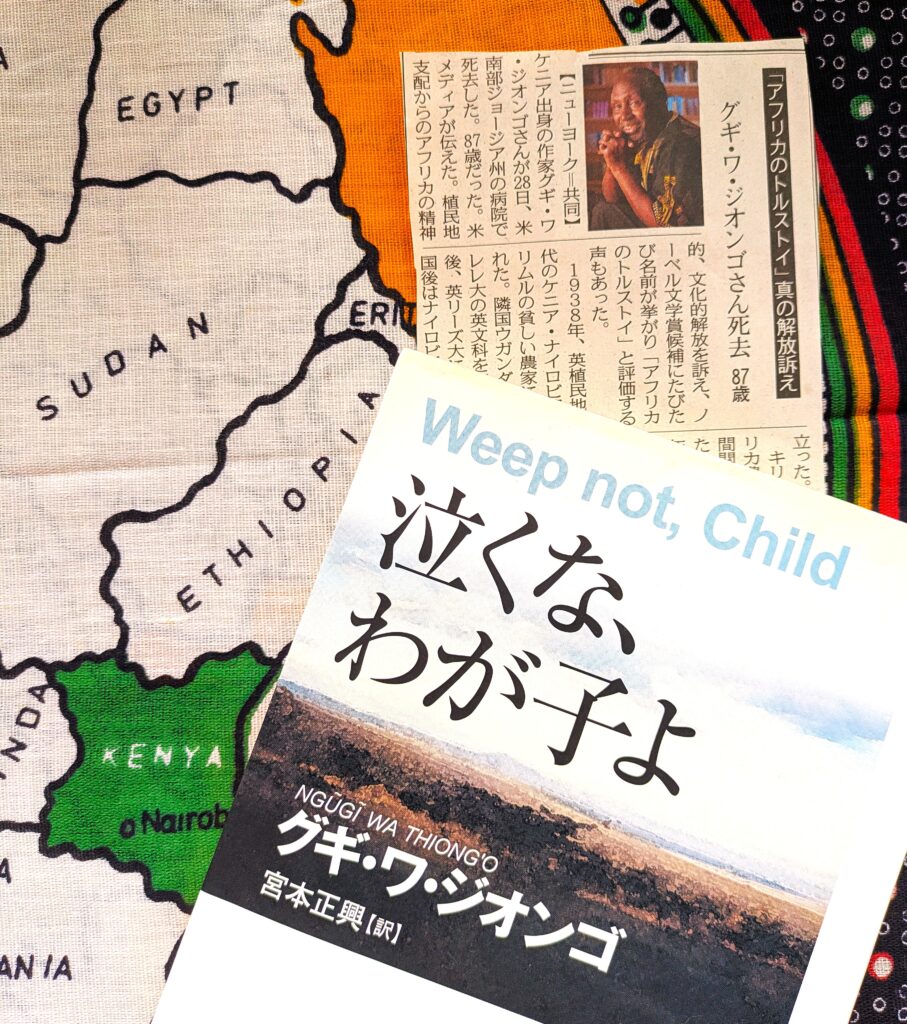 EGYPT
SUDAN
ERIT
ETHIOPIA
NDA
KENYA
Nairob
ANIA
「アフリカのトルストイ」真の解放訴え
グギ・ワ・ジオンゴさん死去 87歳
【ニューヨーク=共同】
ケニア出身の作家グギ・ワ
・ジオンゴさんが28日、米
南部ジョージア州の病院で
死去した。87歳だった。米
メディアが伝えた。植民地
支配からのアフリカの精神
的、文化的解放を訴え、ノ
ーベル文学賞候補にたびた
び名前が挙がり「アフリカ
のトルストイ」と評価する
声もあった。
1938年、英植民地
代のケニア・ナイロビ
リムルの貧しい農家
れた。隣国ウガンダ
レレ大の英文科を
後、英リーズ大
国後はナイロビ
立った。
キリ
リカ
間
た
Weep not, Child
泣くな、
わが子よ
NGŪGĪ WA THIONG'O
グギ・ワ・ジオンゴ
宮本正興【訳】